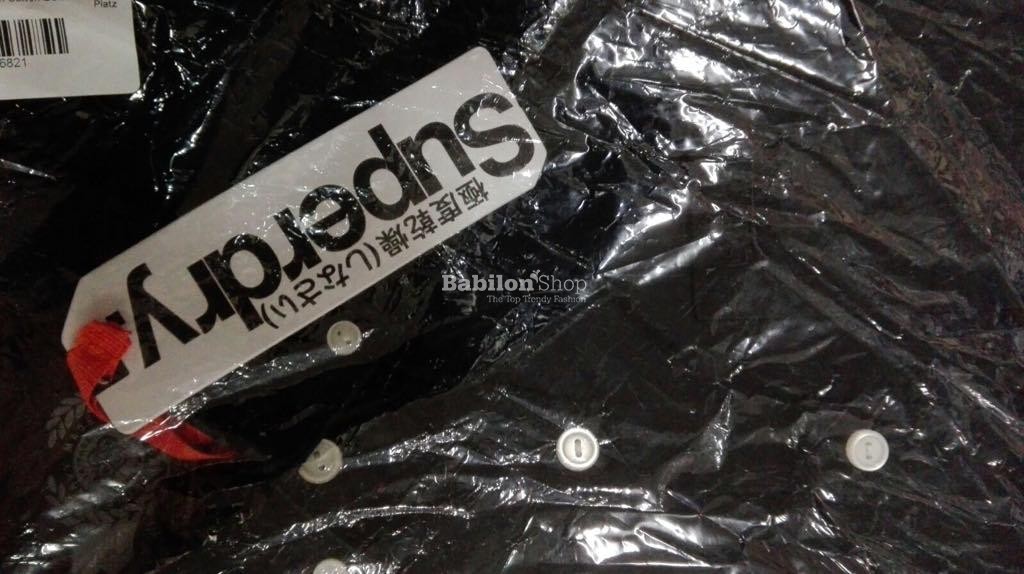 Platz
6821
Superdry.
極度乾燥(しなさい)
Babilon Shop
The Top Trendy Fashion